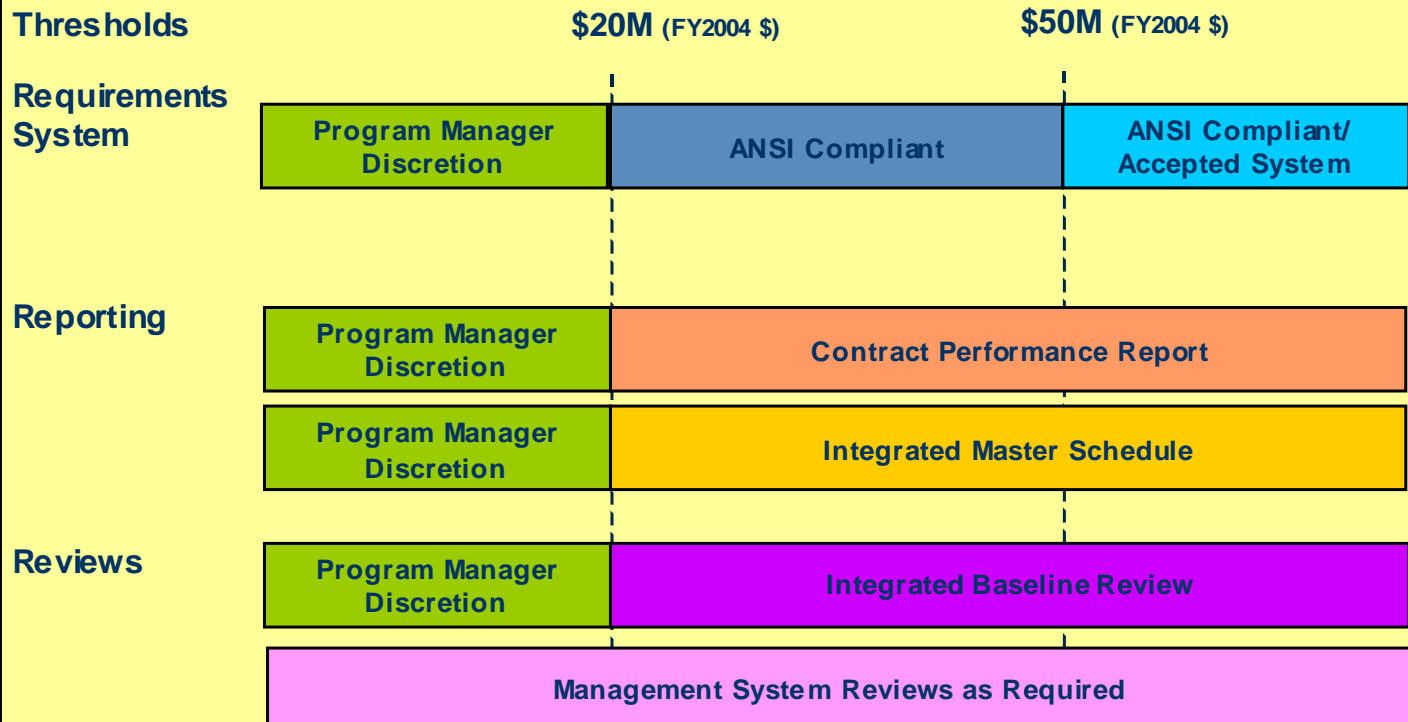 Thresholds
$20M (FY2004 $)
$50M (FY2004 $)
Requirements
System
Program Manager
Discretion
ANSI Compliant
ANSI Compliant/
Accepted System
Reporting
Program Manager
Discretion
Contract Performance Report
Program Manager
Discretion
Integrated Master Schedule
Reviews
Program Manager
Discretion
Integrated Baseline Review
Management System Reviews as Required